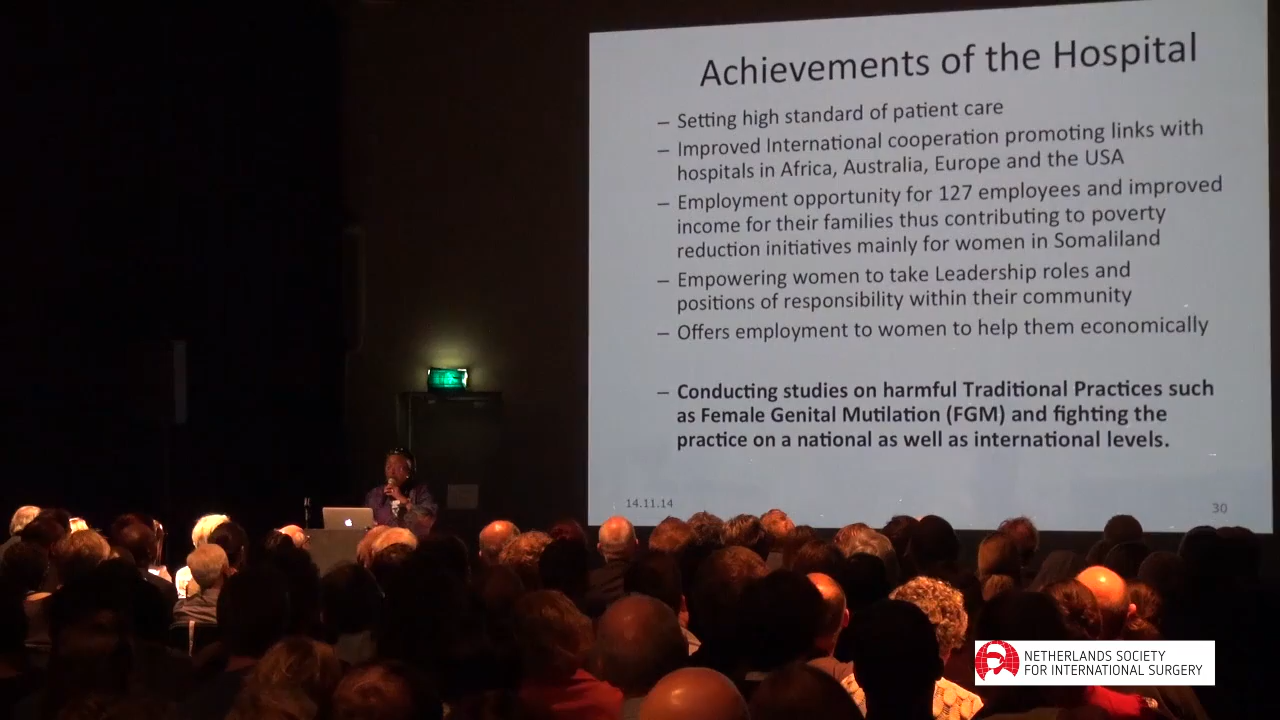 Achievements of the Hospital
– Setting high standard of patient care
– Improved International cooperation promoting links with
hospitals in Africa, Australia, Europe and the USA
– Employment opportunity for 127 employees and improved
income for their families thus contributing to poverty
reduction initiatives mainly for women in Somaliland
– Empowering women to take Leadership roles and
positions of responsibility within their community
– Offers employment to women to help them economically
– Conducting studies on harmful Traditional Practices such
as Female Genital Mutilation (FGM) and fighting the
practice on a national as well as international levels.
14.11.14
30
NETHERLANDS SOCIETY
FOR INTERNATIONAL SURGERY